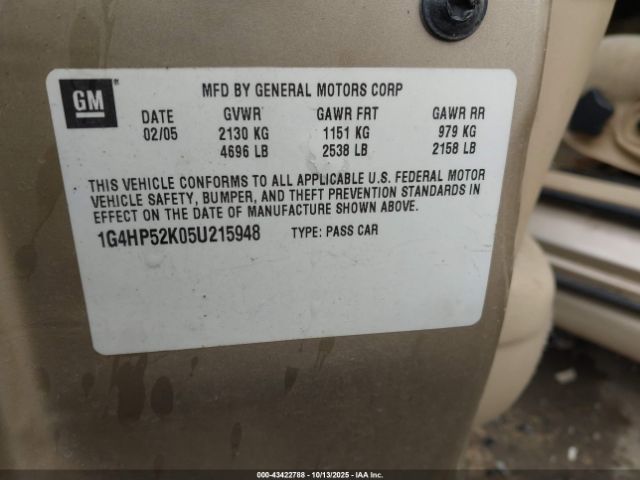 GM
MFD BY GENERAL MOTORS CORP
DATE GVWR GAWR FRT GAWR RR
02/05 2130 KG 1151 KG 979 KG
4696 LB 2538 LB 2158 LB
THIS VEHICLE CONFORMS TO ALL APPLICABLE U.S. FEDERAL MOTOR
VEHICLE SAFETY, BUMPER, AND THEFT PREVENTION STANDARDS IN
EFFECT ON THE DATE OF MANUFACTURE SHOWN ABOVE.
1G4HP52K05U215948 TYPE: PASS CAR
000-43422788 - 10/13/2025 - IAA Inc.